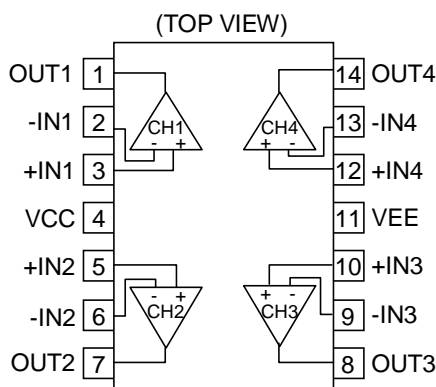 (TOP VIEW)
OUT1 1 14 OUT4
-IN1 2 CH1 CH4 13 -IN4
- + + -
+IN1 3 12 +IN4
VCC 4 11 VEE
+IN2 5 10 +IN3
- + + -
-IN2 6 CH2 CH3 9 -IN3
OUT2 7 8 OUT3